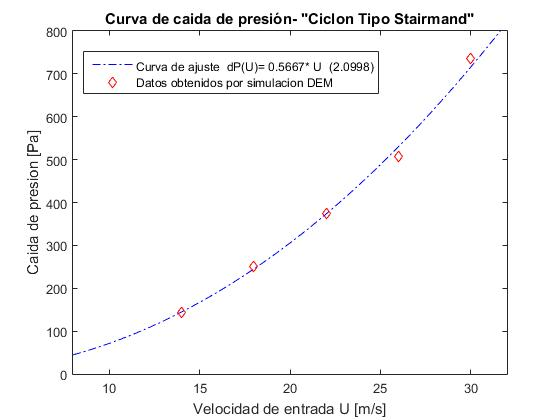 Curva de caida de presión- "Ciclon Tipo Stairmand"
800
700
600
500
400
300
200
100
0
Caida de presion [Pa]
Curva de ajuste dP(U)= 0.5667* U (2.0998)
Datos obtenidos por simulacion DEM
10 15 20 25 30
Velocidad de entrada U [m/s]